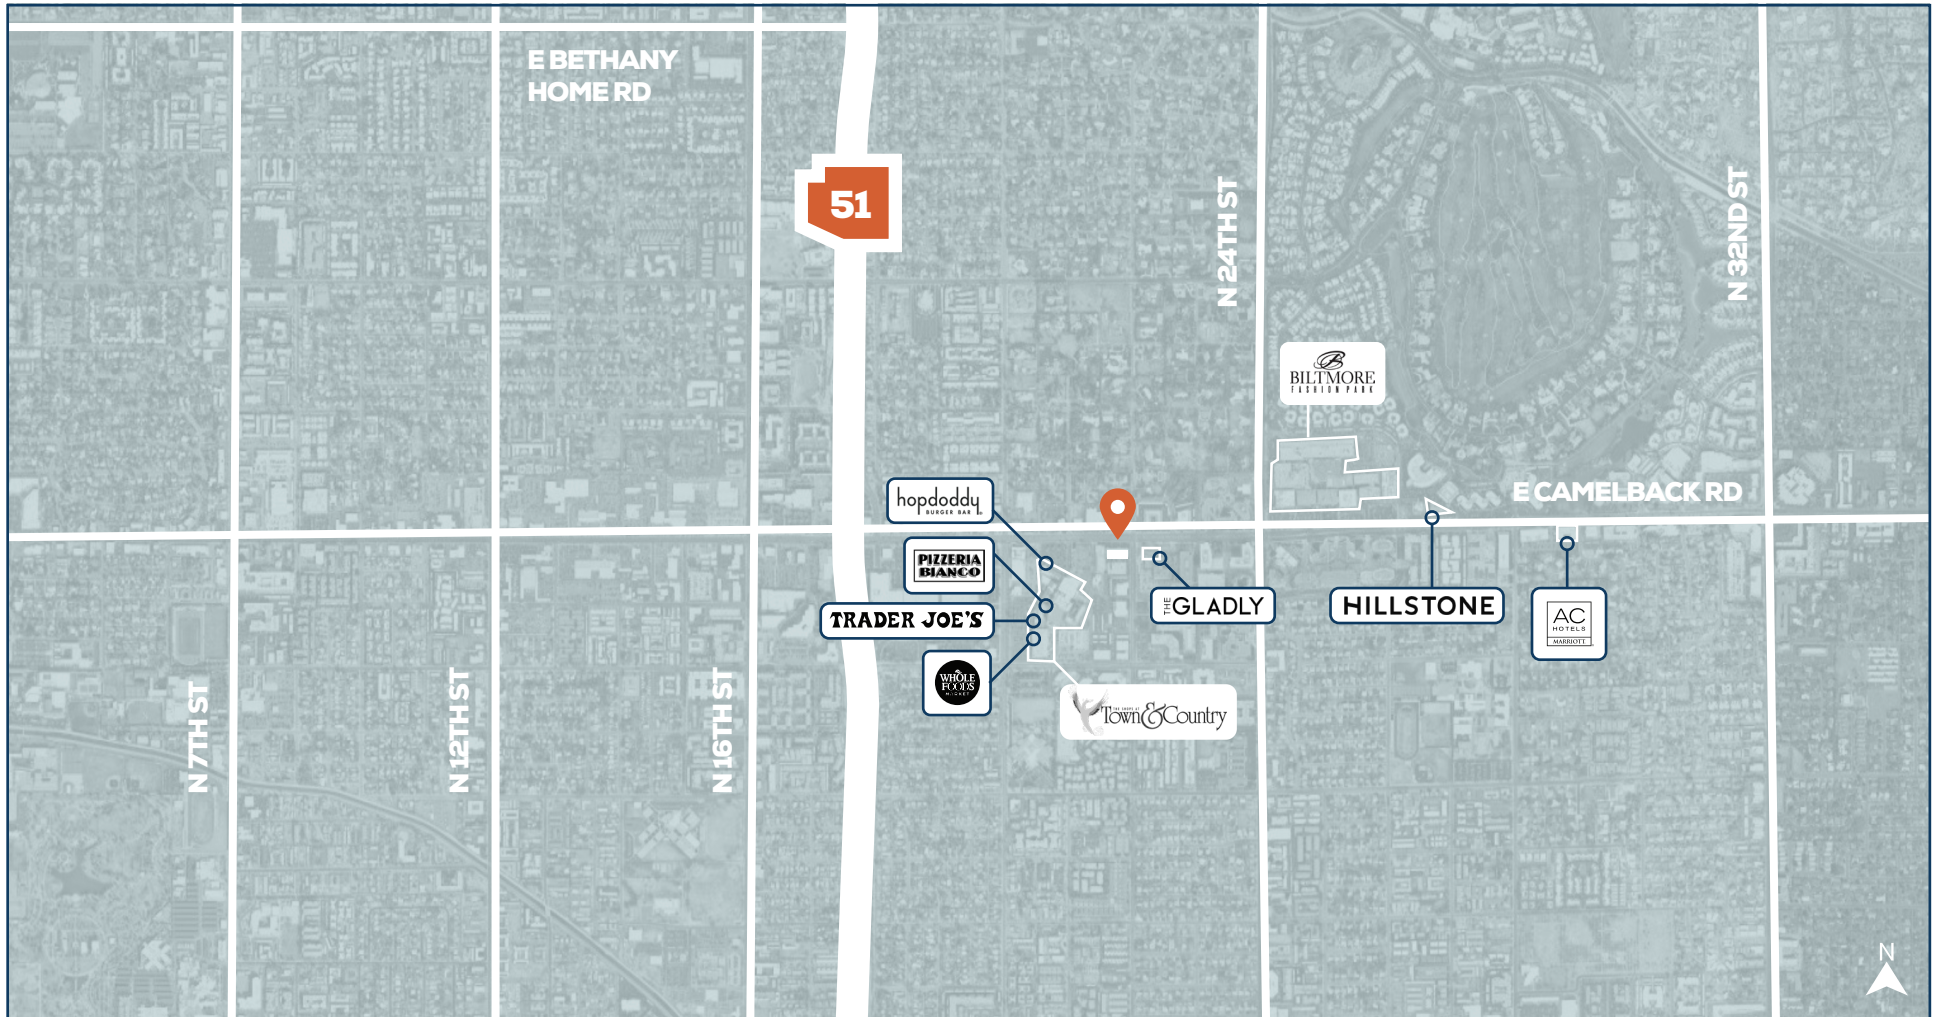 E BETHANY
HOME RD
51
N 24TH ST
N 32ND ST
B
BILTMORE
FASHION PARK
E CAMELBACK RD
hopdoddy
BURGER BAR
PIZZERIA
BIANCO
TRADER JOE'S
WHOLE
FOODS
MARKET
THE GLADLY
HILLSTONE
AC
HOTELS
MARRIOTT
THE SHOPS AT
Town & Country
N 7TH ST
N 12TH ST
N 16TH ST
N